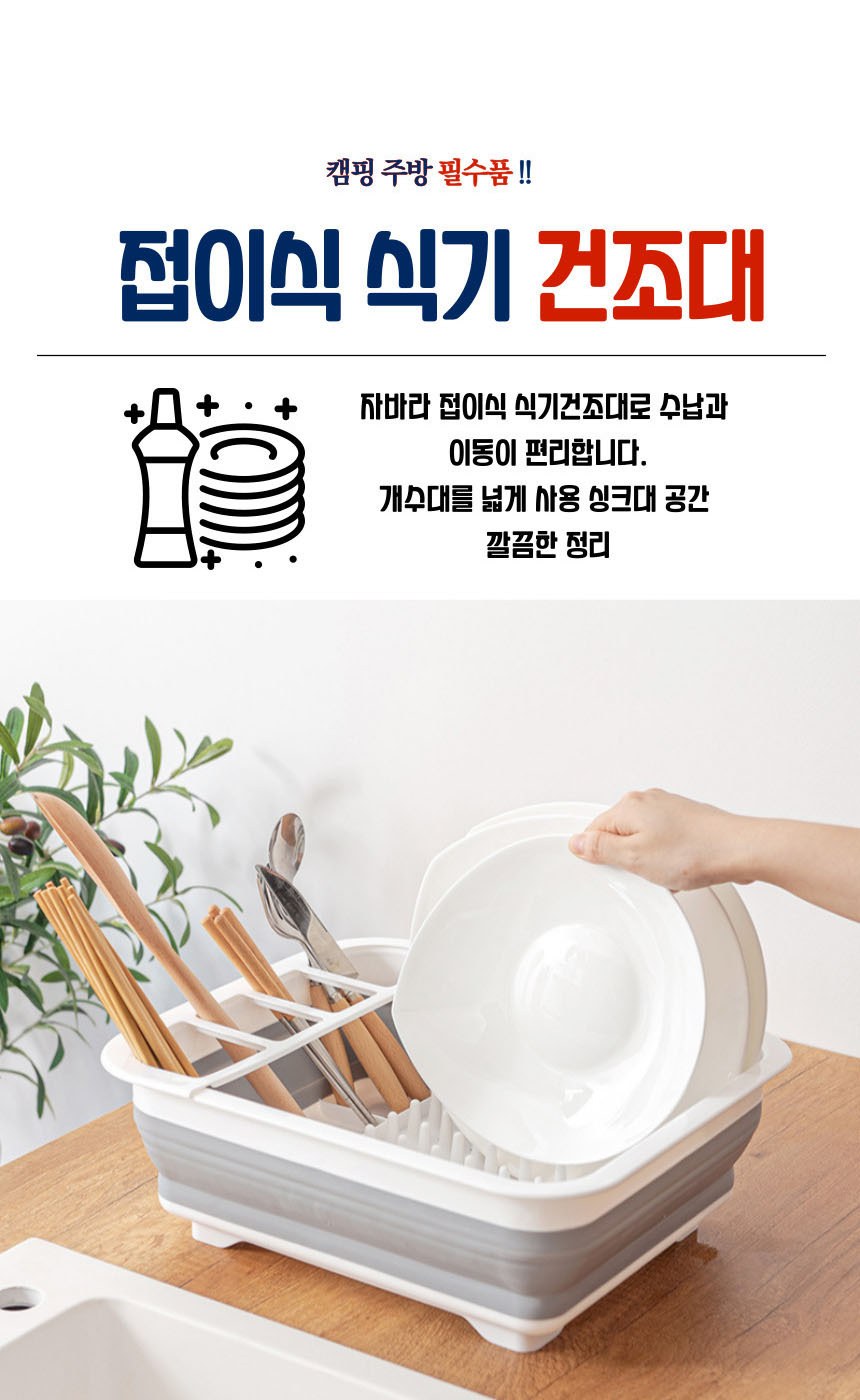 캠핑 주방 필수품 !!
접이식 식기 건조대
자바라 접이식 식기건조대로 수납과
이동이 편리합니다.
개수대를 넓게 사용 싱크대 공간
깔끔한 정리